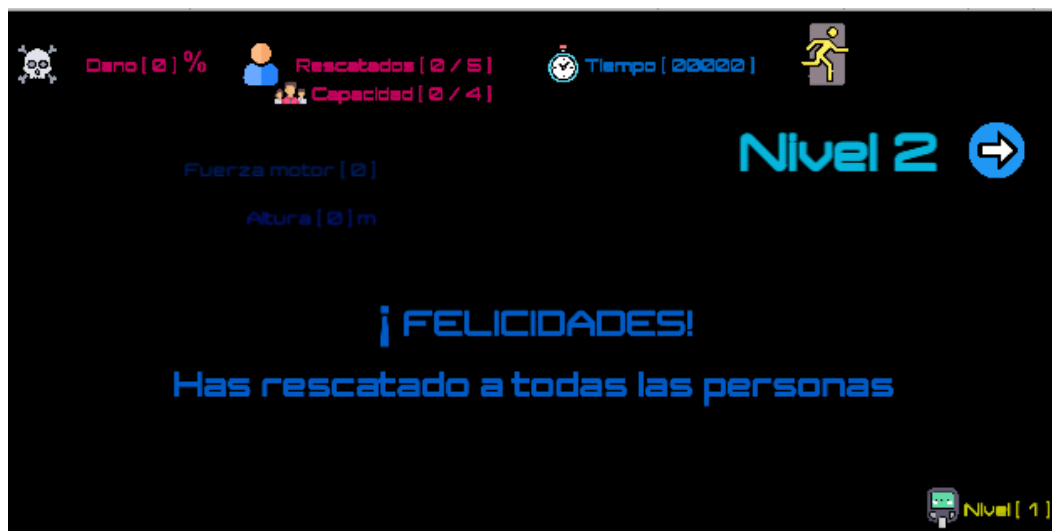 Dano [ 0 ] %
Rescatados [ 0 / 5 ]
Tiempo [ 00000 ]
Capacidad [ 0 / 4 ]
Nivel 2
Fuerza motor [ 0 ]
Altura [ 0 ] m
¡ FELICIDADES!
Has rescatado a todas las personas
Nivel [ 1 ]